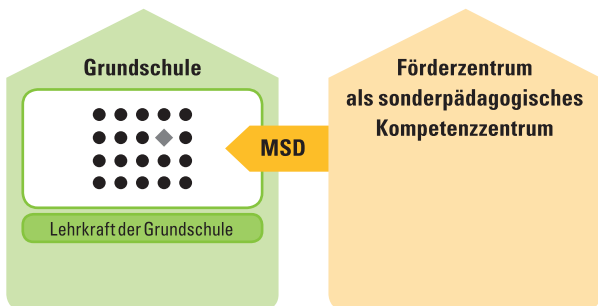 Grundschule
Lehrkraft der Grundschule
MSD
Förderzentrum
als sonderpädagogisches
Kompetenzzentrum